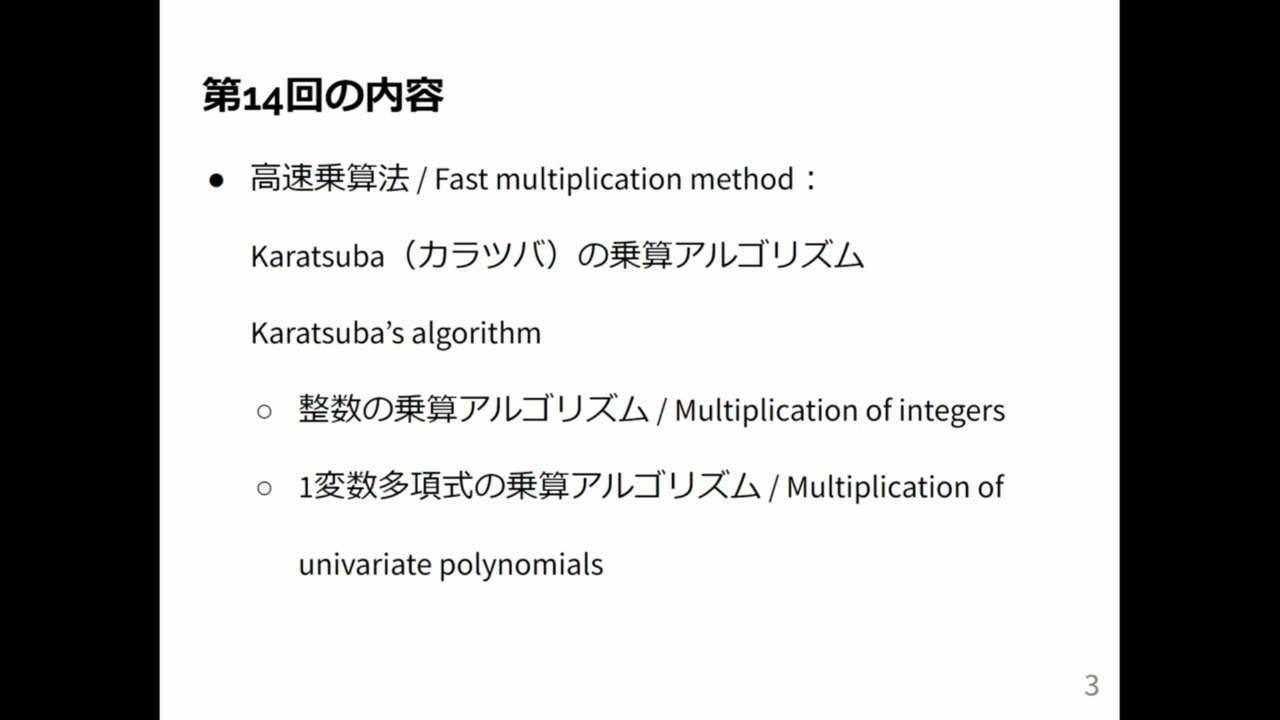 第14回の内容
● 高速乗算法 / Fast multiplication method：
Karatsuba（カラツバ）の乗算アルゴリズム
Karatsuba’s algorithm
○ 整数の乗算アルゴリズム / Multiplication of integers
○ 1変数多項式の乗算アルゴリズム / Multiplication of
univariate polynomials
3